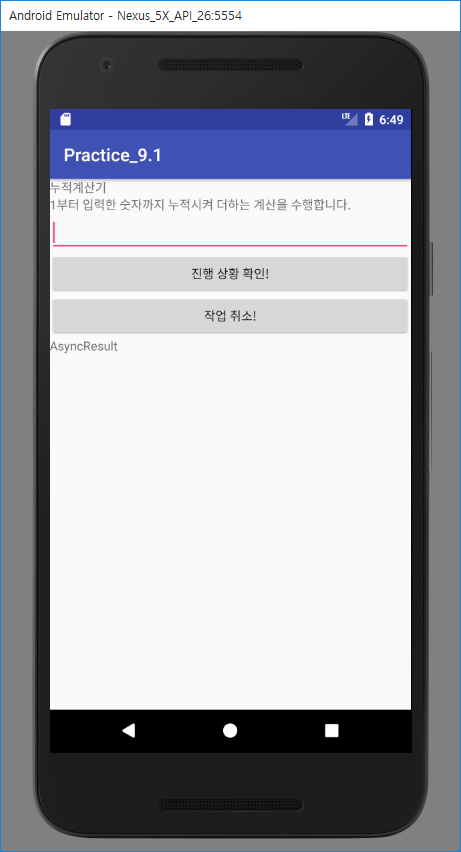 Android Emulator - Nexus_5X_API_26:5554
LTE 6:49
Practice_9.1
누적계산기
1부터 입력한 숫자까지 누적시켜 더하는 계산을 수행합니다.
진행 상황 확인!
작업 취소!
AsyncResult